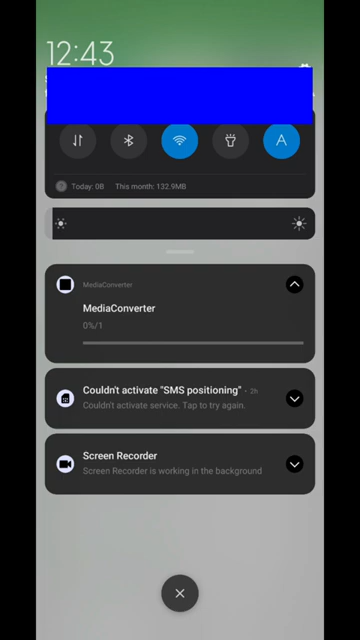 12:43
Today: 0B This month: 132.9MB
MediaConverter
MediaConverter
0%/1
Couldn't activate "SMS positioning" • 2h
Couldn't activate service. Tap to try again.
Screen Recorder
Screen Recorder is working in the background